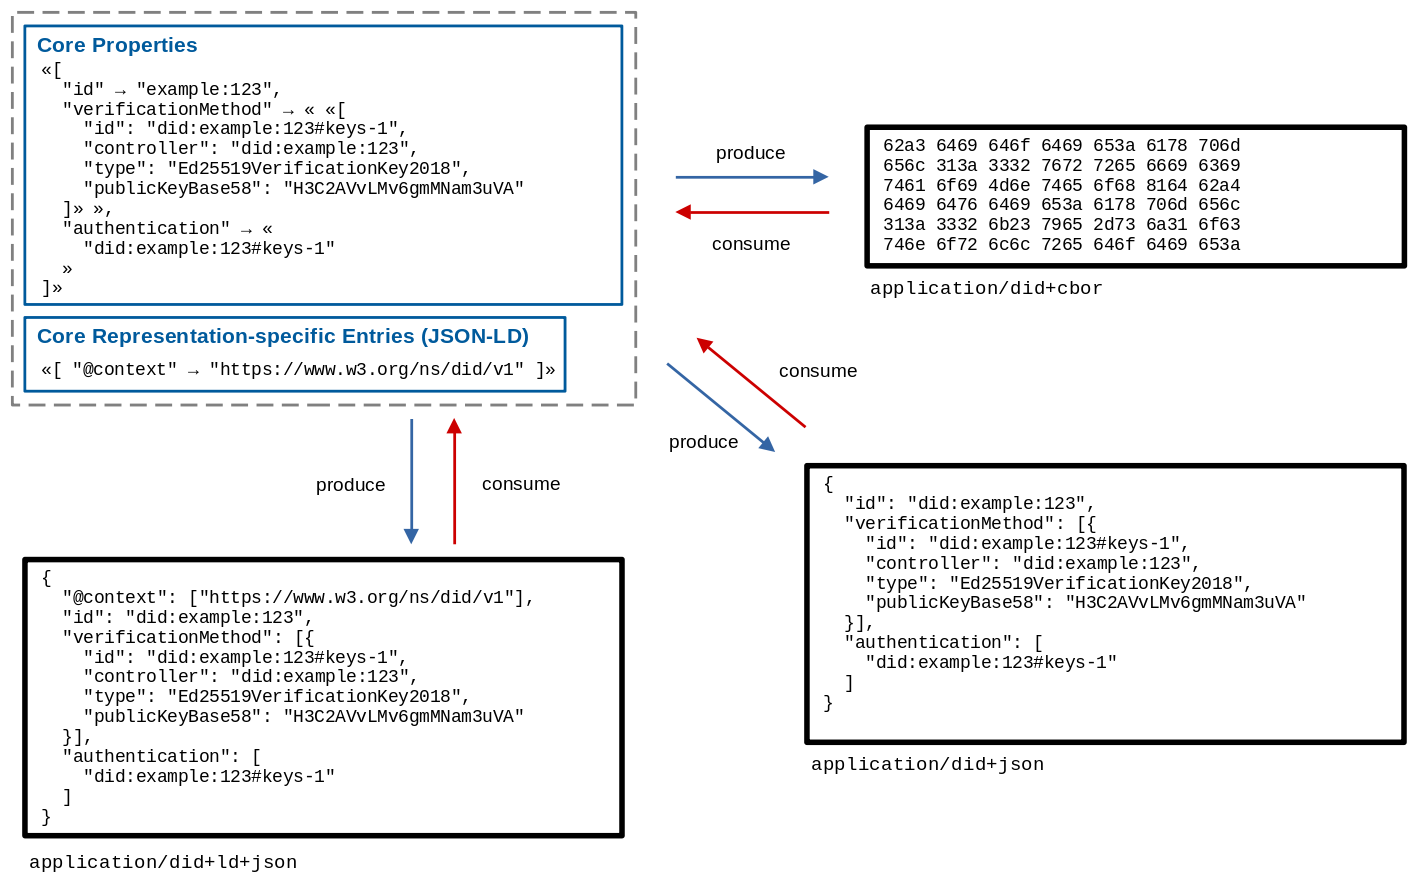 Core Properties
«[
  "id" → "example:123",
  "verificationMethod" → « «[
    "id": "did:example:123#keys-1",
    "controller": "did:example:123",
    "type": "Ed25519VerificationKey2018",
    "publicKeyBase58": "H3C2AVvLMv6gmMNam3uVA"
  ]» »,
  "authentication" → «
    "did:example:123#keys-1"
  »
]»
Core Representation-specific Entries (JSON-LD)
«[ "@context" → "https://www.w3.org/ns/did/v1" ]»
produce
consume
62a3 6469 646f 6469 653a 6178 706d
656c 313a 3332 7672 7265 6669 6369
7461 6f69 4d6e 7465 6f68 8164 62a4
6469 6476 6469 653a 6178 706d 656c
313a 3332 6b23 7965 2d73 6a31 6f63
746e 6f72 6c6c 7265 646f 6469 653a
application/did+cbor
consume
produce
{
  "id": "did:example:123",
  "verificationMethod": [{
    "id": "did:example:123#keys-1",
    "controller": "did:example:123",
    "type": "Ed25519VerificationKey2018",
    "publicKeyBase58": "H3C2AVvLMv6gmMNam3uVA"
  }],
  "authentication": [
    "did:example:123#keys-1"
  ]
}
application/did+json
produce
consume
{
  "@context": ["https://www.w3.org/ns/did/v1"],
  "id": "did:example:123",
  "verificationMethod": [{
    "id": "did:example:123#keys-1",
    "controller": "did:example:123",
    "type": "Ed25519VerificationKey2018",
    "publicKeyBase58": "H3C2AVvLMv6gmMNam3uVA"
  }],
  "authentication": [
    "did:example:123#keys-1"
  ]
}
application/did+ld+json